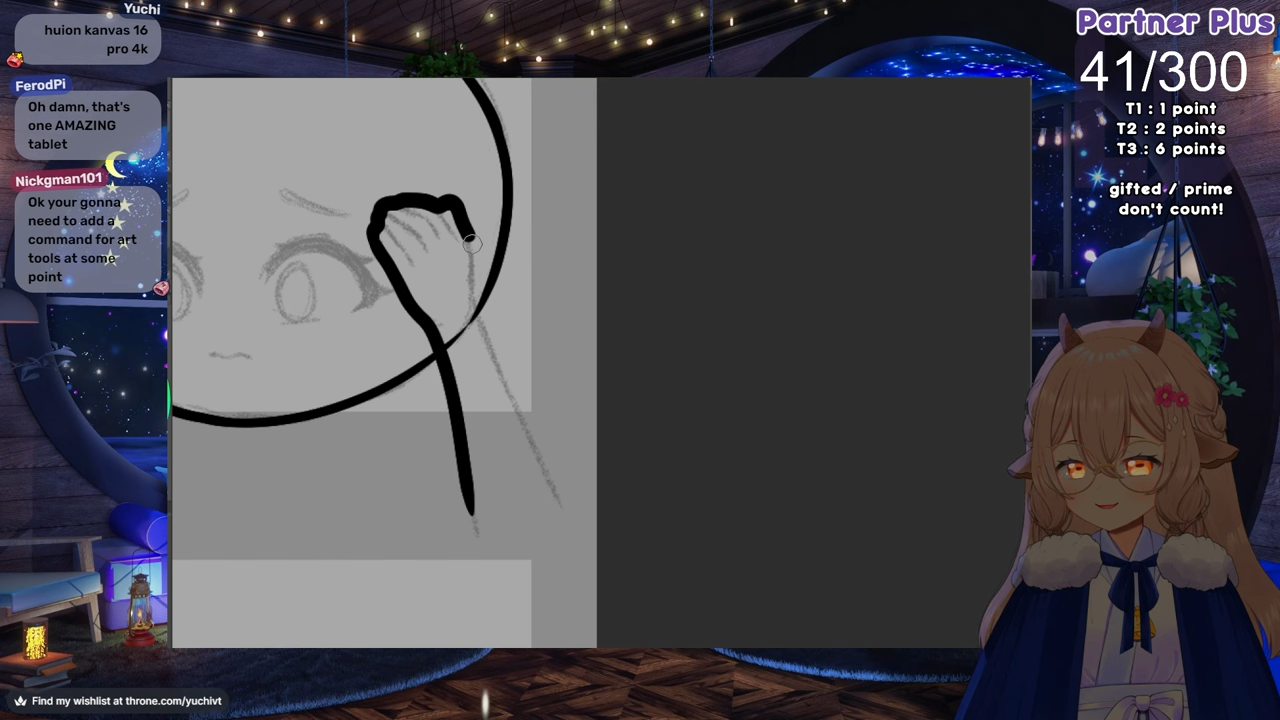 Yuchi
huion kanvas 16
pro 4k
FerodPi
Oh damn, that's
one AMAZING
tablet
Nickgman101
Ok your gonna
need to add a
command for art
tools at some
point
Partner Plus
41/300
T1 : 1 point
T2 : 2 points
T3 : 6 points
gifted / prime
don't count!
Find my wishlist at throne.com/yuchivt